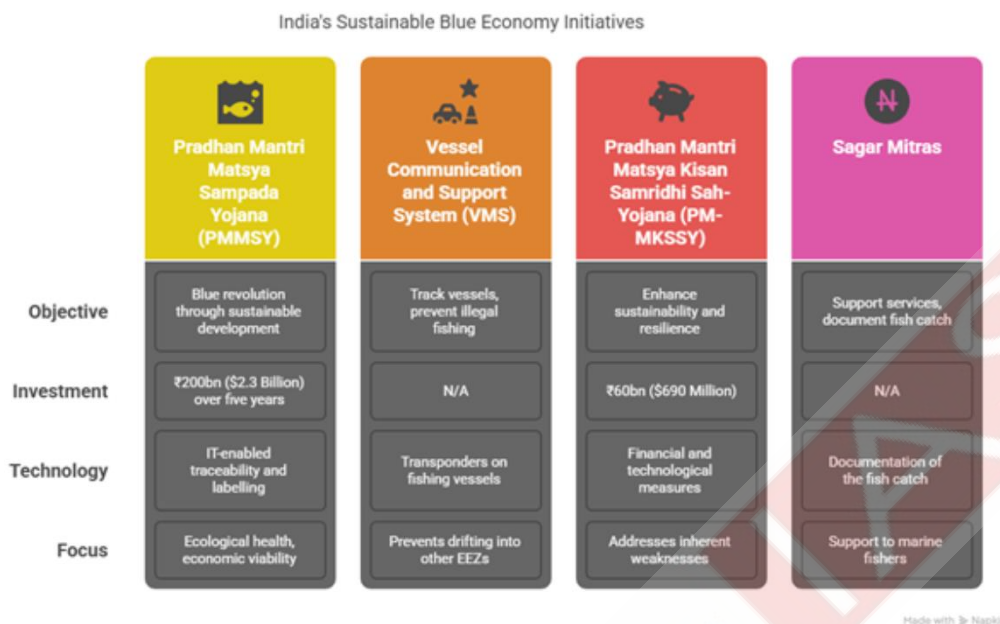 India's Sustainable Blue Economy Initiatives
Pradhan Mantri
Matsya
Sampada
Yojana
(PMMSY)
Vessel
Communication
and Support
System (VMS)
Pradhan Mantri
Matsya Kisan
Samridhi Sah-
Yojana (PM-
MKSSY)
Sagar Mitras
Objective
Blue revolution
through sustainable
development
Track vessels,
prevent illegal
fishing
Enhance
sustainability and
resilience
Support services,
document fish catch
Investment
₹200bn ($2.3 Billion)
over five years
N/A
₹60bn ($690 Million)
N/A
Technology
IT-enabled
traceability and
labelling
Transponders on
fishing vessels
Financial and
technological
measures
Documentation of
the fish catch
Focus
Ecological health,
economic viability
Prevents drifting into
other EEZs
Addresses inherent
weaknesses
Support to marine
fishers
IAS
Made with Napki